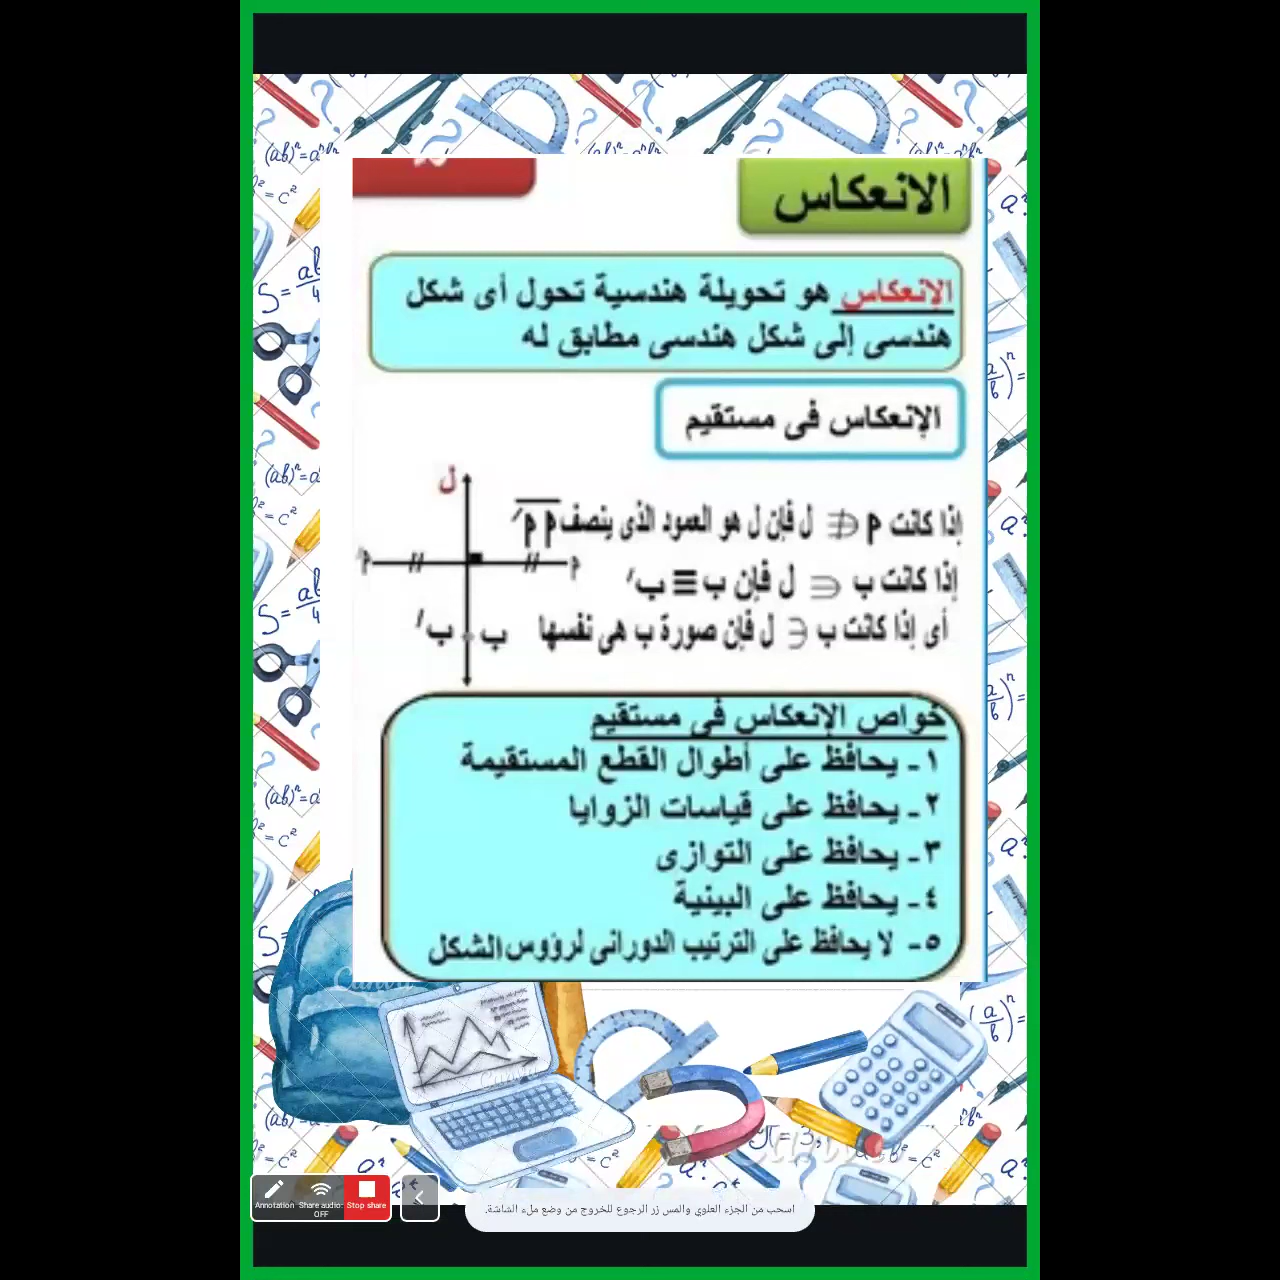 الانعكاس
الإنعكاس هو تحويلة هندسية تحول أى شكل
هندسى إلى شكل هندسى مطابق له
الإنعكاس فى مستقيم
ل
إذا كانت م ∉ ل فإن ل هو العمود الذى ينصف م م/
م/ م
إذا كانت ب ∈ ل فإن ب ≡ ب/
أى إذا كانت ب ∈ ل فإن صورة ب هى نفسها
ب/ ب
خواص الإنعكاس فى مستقيم
١- يحافظ على أطوال القطع المستقيمة
٢- يحافظ على قياسات الزوايا
٣- يحافظ على التوازى
٤- يحافظ على البينية
٥- لا يحافظ على الترتيب الدورانى لرؤوس الشكل
Annotation
Share audio: OFF
Stop share
اسحب من الجزء العلوي والمس زر الرجوع للخروج من وضع ملء الشاشة.